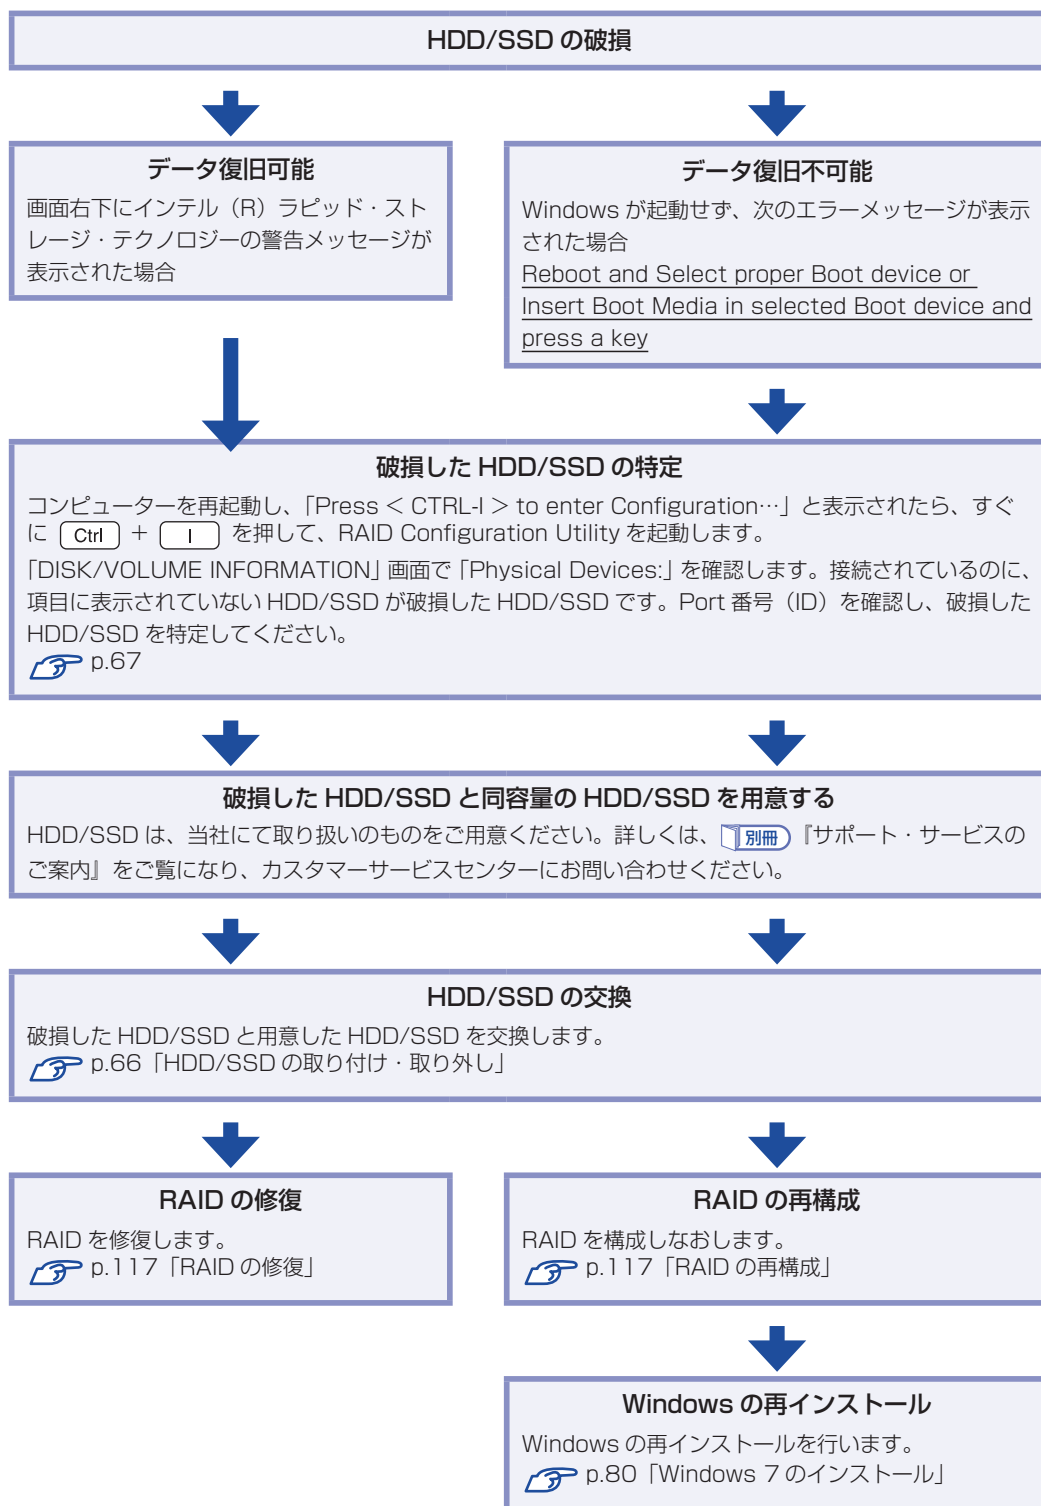 HDD/SSD の破損
データ復旧可能
画面右下にインテル（R）ラピッド・スト
レージ・テクノロジーの警告メッセージが
表示された場合
データ復旧不可能
Windows が起動せず、次のエラーメッセージが表示
された場合
Reboot and Select proper Boot device or
Insert Boot Media in selected Boot device and
press a key
破損した HDD/SSD の特定
コンピューターを再起動し、「Press < CTRL-I > to enter Configuration…」と表示されたら、すぐ
に Ctrl + I を押して、RAID Configuration Utility を起動します。
「DISK/VOLUME INFORMATION」画面で「Physical Devices:」を確認します。接続されているのに、
項目に表示されていない HDD/SSD が破損した HDD/SSD です。Port 番号（ID）を確認し、破損した
HDD/SSD を特定してください。
p.67
破損した HDD/SSD と同容量の HDD/SSD を用意する
HDD/SSD は、当社にて取り扱いのものをご用意ください。詳しくは、別冊『サポート・サービスの
ご案内』をご覧になり、カスタマーサービスセンターにお問い合わせください。
HDD/SSD の交換
破損した HDD/SSD と用意した HDD/SSD を交換します。
p.66「HDD/SSD の取り付け・取り外し」
RAID の修復
RAID を修復します。
p.117「RAID の修復」
RAID の再構成
RAID を構成しなおします。
p.117「RAID の再構成」
Windows の再インストール
Windows の再インストールを行います。
p.80「Windows 7 のインストール」